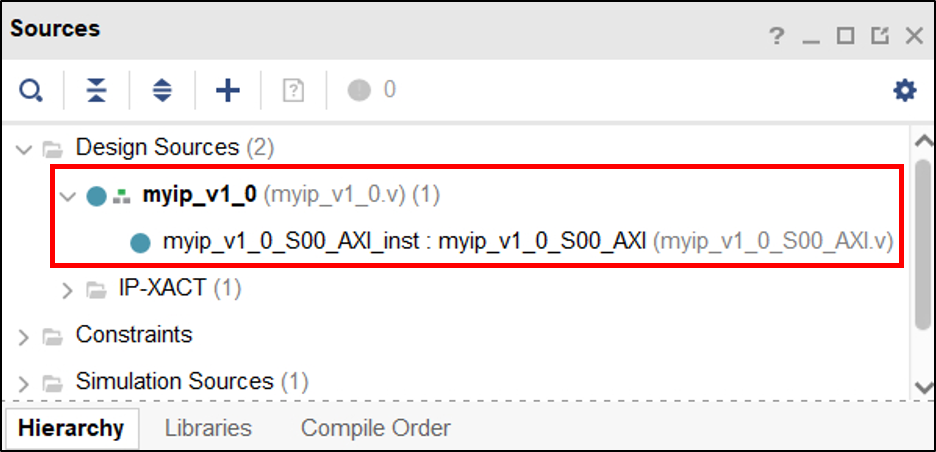 Sources
? 0
Design Sources (2)
myip_v1_0 (myip_v1_0.v) (1)
myip_v1_0_S00_AXI_inst : myip_v1_0_S00_AXI (myip_v1_0_S00_AXI.v)
IP-XACT (1)
Constraints
Simulation Sources (1)
Hierarchy Libraries Compile Order